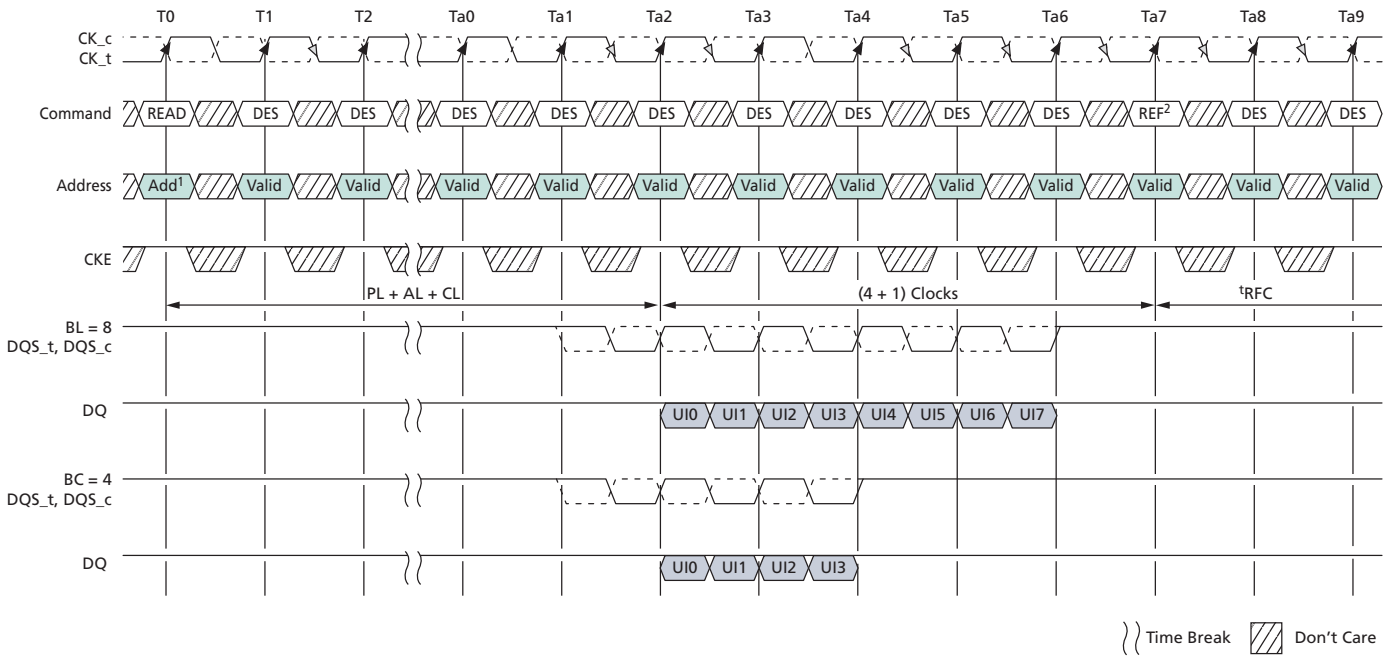 T0 T1 T2 Ta0 Ta1 Ta2 Ta3 Ta4 Ta5 Ta6 Ta7 Ta8 Ta9
CK_c
CK_t
Command READ DES DES DES DES DES DES DES DES DES REF2 DES DES
Address Add1 Valid Valid Valid Valid Valid Valid Valid Valid Valid Valid Valid Valid
CKE
PL + AL + CL (4 + 1) Clocks tRFC
BL = 8
DQS_t, DQS_c
DQ UI0 UI1 UI2 UI3 UI4 UI5 UI6 UI7
BC = 4
DQS_t, DQS_c
DQ UI0 UI1 UI2 UI3
Time Break Don't Care